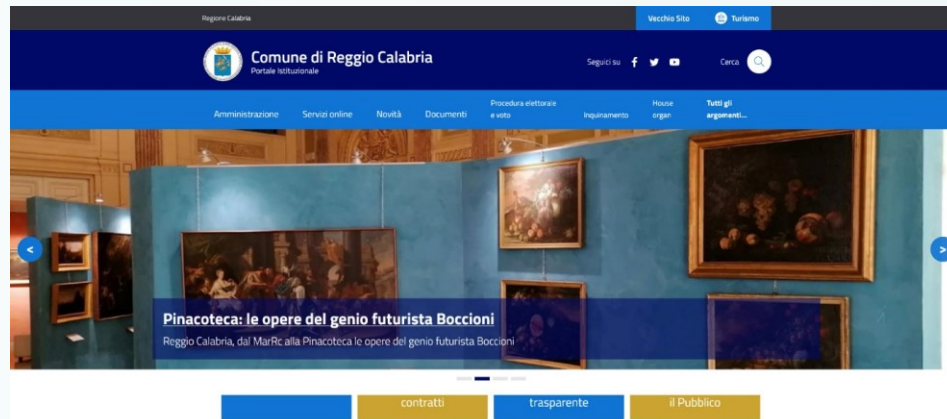 Regione Calabria
Vecchio Sito
Turismo
Comune di Reggio Calabria
Portale Istituzionale
Seguici su
Cerca
Amministrazione
Servizi online
Novità
Documenti
Procedura elettorale
e voto
Inquinamento
House
organ
Tutti gli
argomenti...
<
>
Pinacoteca: le opere del genio futurista Boccioni
Reggio Calabria, dal MarRc alla Pinacoteca le opere del genio futurista Boccioni
contratti
trasparente
il Pubblico